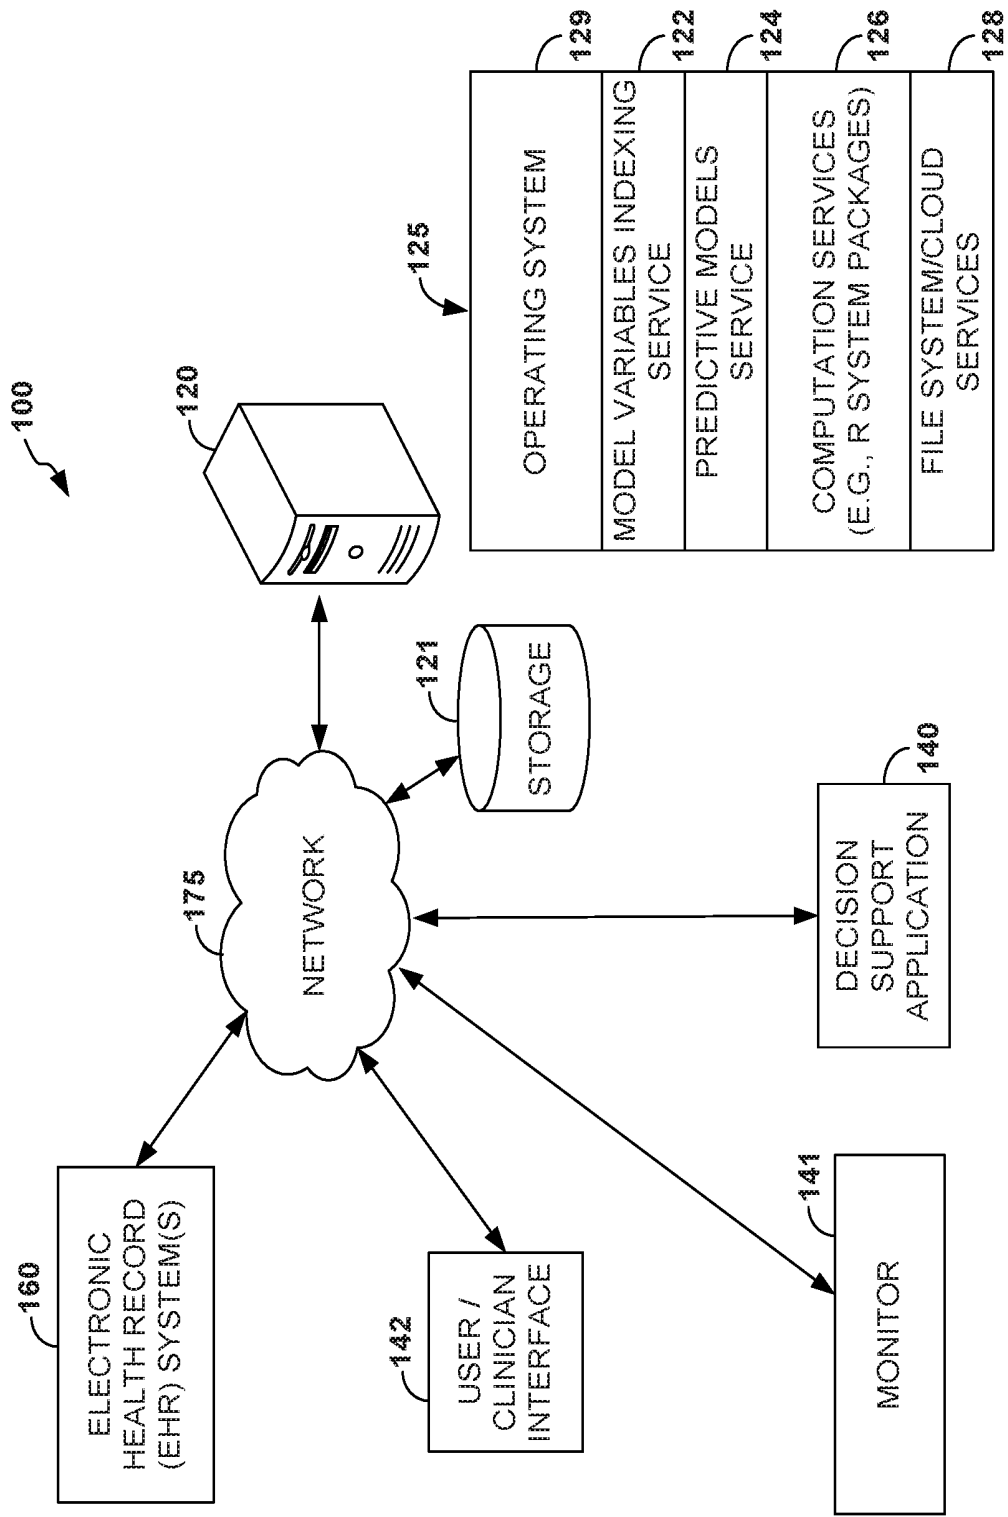 100
160
ELECTRONIC
HEALTH RECORD
(EHR) SYSTEM(S)
175
NETWORK
120
142
USER /
CLINICIAN
INTERFACE
121
STORAGE
125
141
MONITOR
140
DECISION
SUPPORT
APPLICATION
OPERATING SYSTEM
129
MODEL VARIABLES INDEXING
SERVICE
122
PREDICTIVE MODELS
SERVICE
124
COMPUTATION SERVICES
(E.G., R SYSTEM PACKAGES)
126
FILE SYSTEM/CLOUD
SERVICES
128